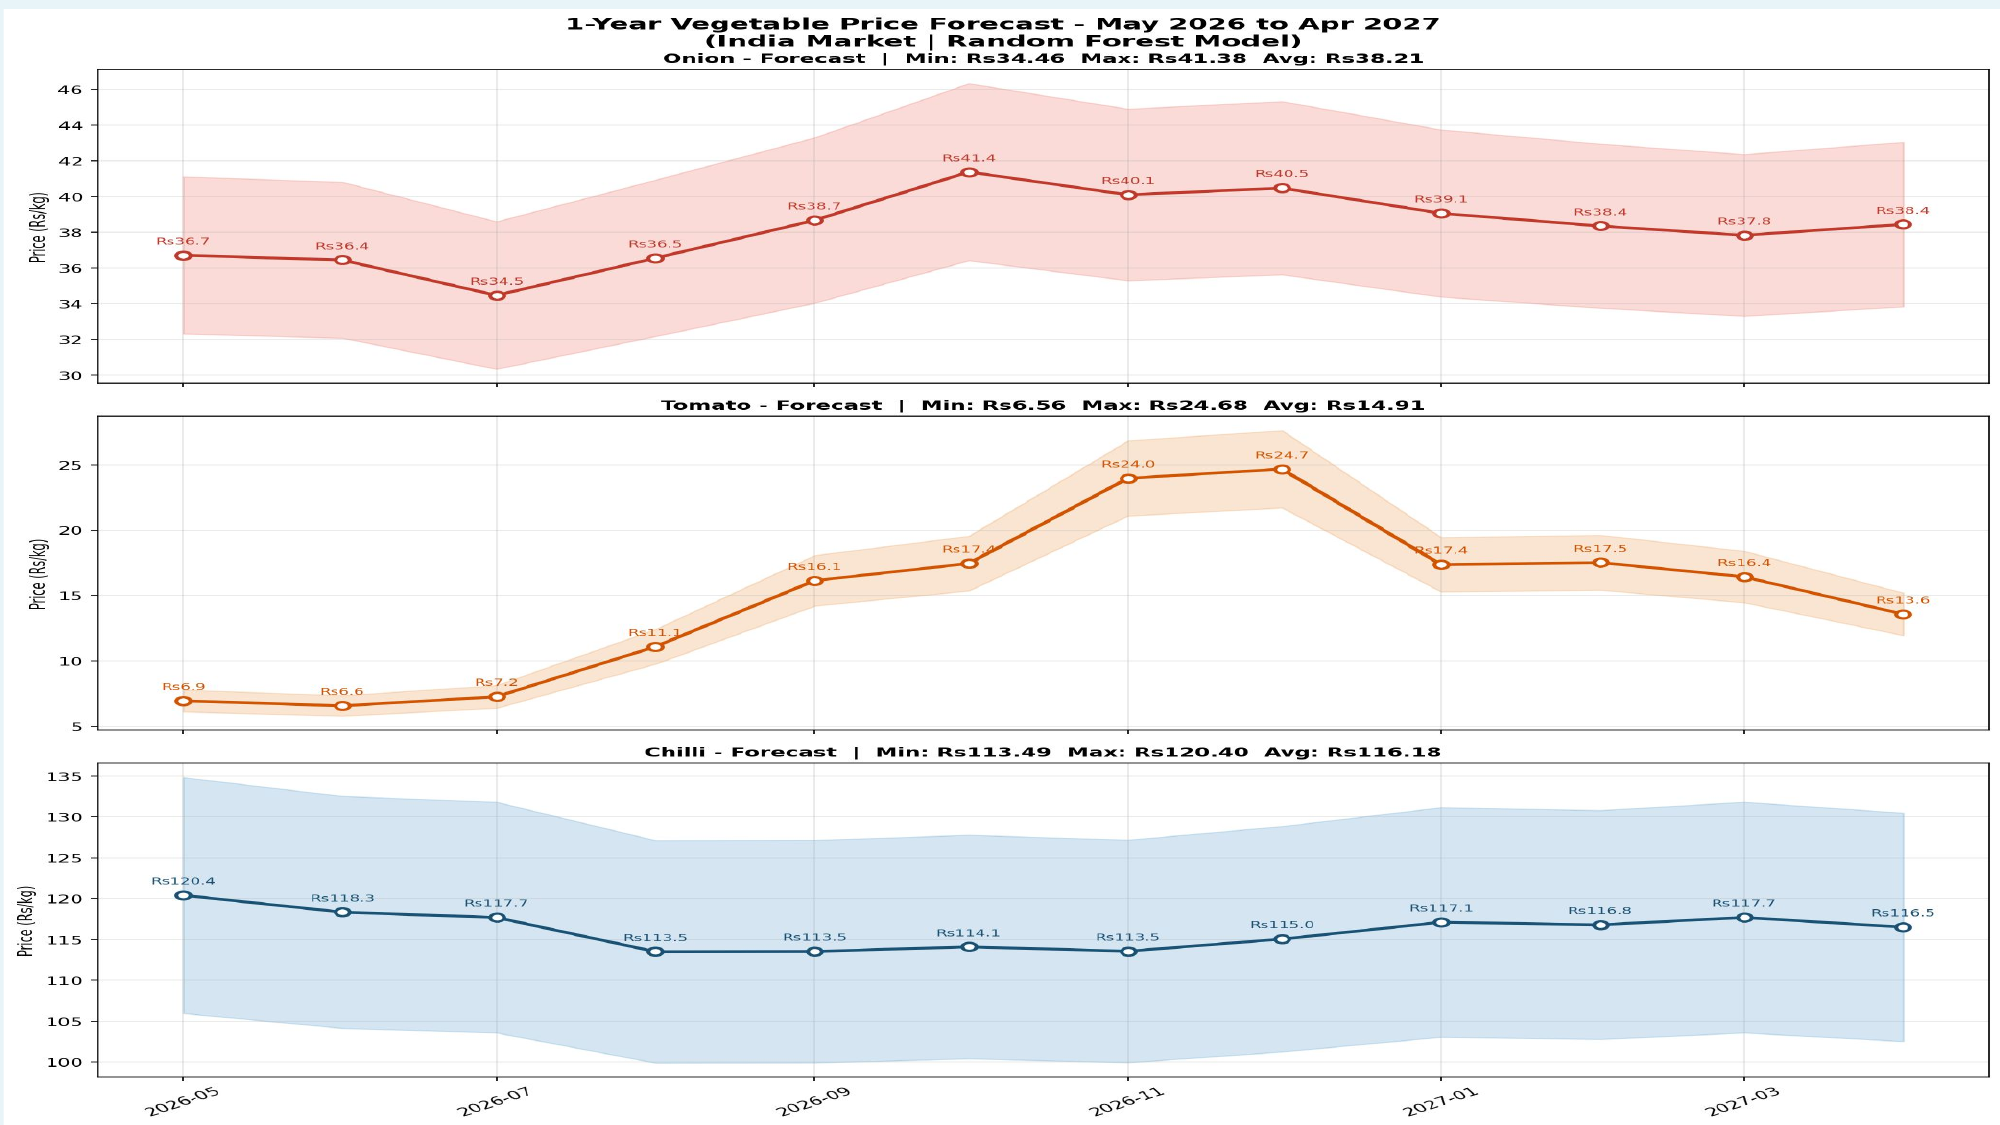 1-Year Vegetable Price Forecast - May 2026 to Apr 2027
(India Market | Random Forest Model)
Onion - Forecast | Min: Rs34.46 Max: Rs41.38 Avg: Rs38.21
Price (Rs/kg)
46
44
42
40
38
36
34
32
30
Rs36.7
Rs36.4
Rs34.5
Rs36.5
Rs38.7
Rs41.4
Rs40.1
Rs40.5
Rs39.1
Rs38.4
Rs37.8
Rs38.4
Tomato - Forecast | Min: Rs6.56 Max: Rs24.68 Avg: Rs14.91
Price (Rs/kg)
25
20
15
10
5
Rs6.9
Rs6.6
Rs7.2
Rs11.1
Rs16.1
Rs17.4
Rs24.0
Rs24.7
Rs17.4
Rs17.5
Rs16.4
Rs13.6
Chilli - Forecast | Min: Rs113.49 Max: Rs120.40 Avg: Rs116.18
Price (Rs/kg)
135
130
125
120
115
110
105
100
Rs120.4
Rs118.3
Rs117.7
Rs113.5
Rs113.5
Rs114.1
Rs113.5
Rs115.0
Rs117.1
Rs116.8
Rs117.7
Rs116.5
2026-05
2026-07
2026-09
2026-11
2027-01
2027-03